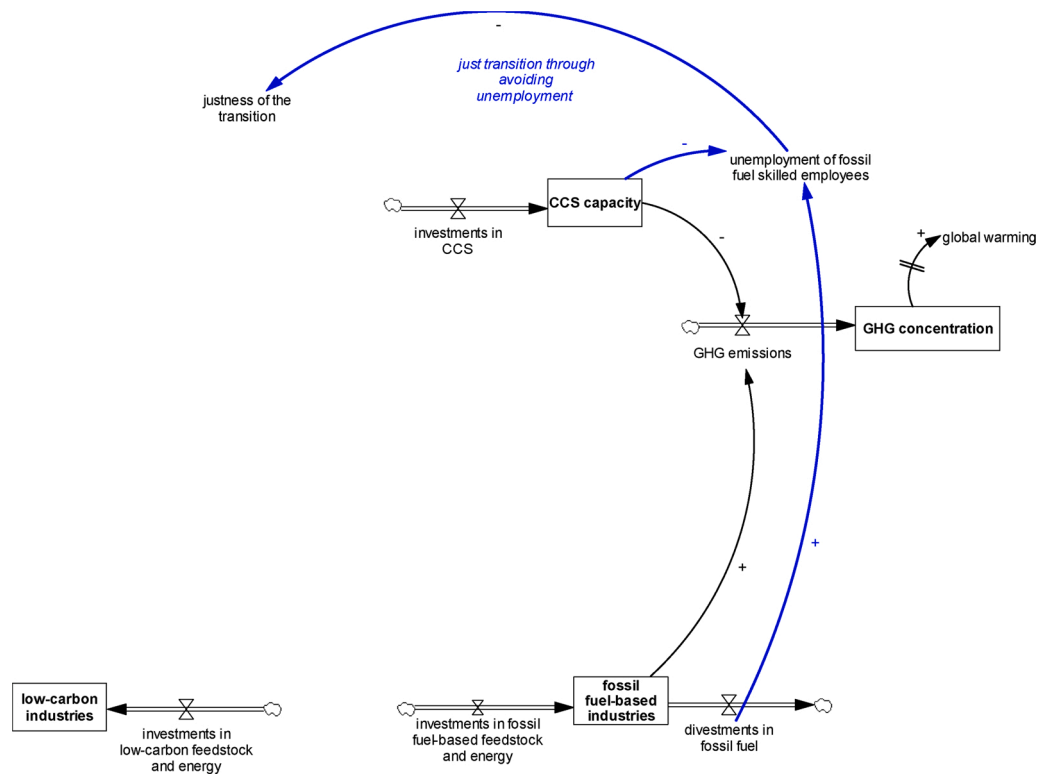 -
just transition through
avoiding
unemployment
justness of the
transition
-
unemployment of fossil
fuel skilled employees
CCS capacity
investments in
CCS
-
+
global warming
GHG concentration
GHG emissions
+
+
low-carbon
industries
investments in
low-carbon feedstock
and energy
fossil
fuel-based
industries
investments in fossil
fuel-based feedstock
and energy
divestments in
fossil fuel